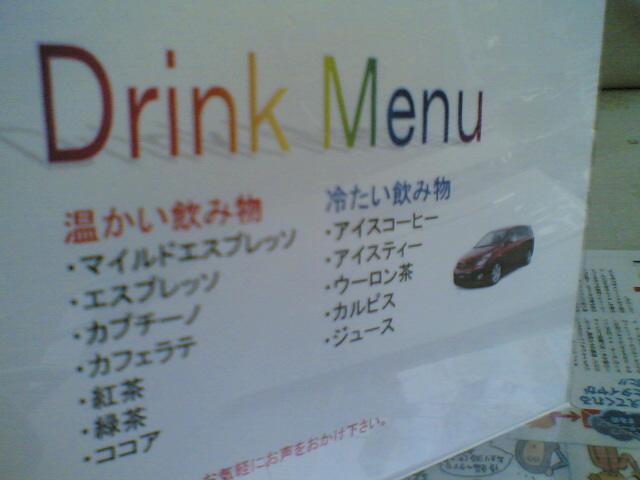 Drink Menu
温かい飲み物
・マイルドエスプレッソ
・エスプレッソ
・カプチーノ
・カフェラテ
・紅茶
・緑茶
・ココア
冷たい飲み物
・アイスコーヒー
・アイスティー
・ウーロン茶
・カルピス
・ジュース
お気軽にお声をおかけ下さい。